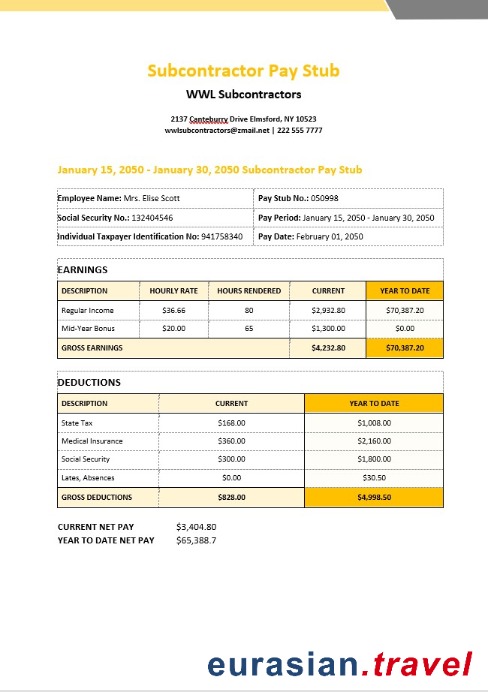 Subcontractor Pay Stub
WWL Subcontractors
2137 Canteburry Drive Elmsford, NY 10523
wwlsubcontractors@zmail.net | 222 555 7777
January 15, 2050 - January 30, 2050 Subcontractor Pay Stub
Employee Name: Mrs. Elise Scott Pay Stub No.: 050998
Social Security No.: 132404546 Pay Period: January 15, 2050 - January 30, 2050
Individual Taxpayer Identification No: 941758340 Pay Date: February 01, 2050
EARNINGS
DESCRIPTION HOURLY RATE HOURS RENDERED CURRENT YEAR TO DATE
Regular Income $36.66 80 $2,932.80 $70,387.20
Mid-Year Bonus $20.00 65 $1,300.00 $0.00
GROSS EARNINGS $4,232.80 $70,387.20
DEDUCTIONS
DESCRIPTION CURRENT YEAR TO DATE
State Tax $168.00 $1,008.00
Medical Insurance $360.00 $2,160.00
Social Security $300.00 $1,800.00
Lates, Absences $0.00 $30.50
GROSS DEDUCTIONS $828.00 $4,998.50
CURRENT NET PAY $3,404.80
YEAR TO DATE NET PAY $65,388.7
eurasian.travel